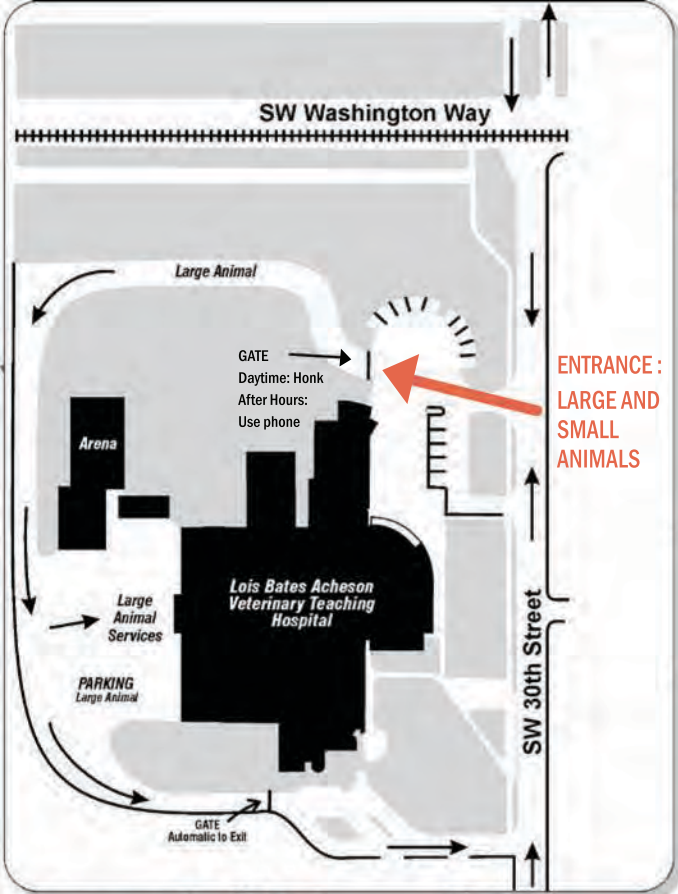 SW Washington Way
Large Animal
GATE
Daytime: Honk
After Hours:
Use phone
ENTRANCE :
LARGE AND
SMALL
ANIMALS
Arena
Lois Bates Acheson
Veterinary Teaching
Hospital
Large
Animal
Services
PARKING
Large Animal
SW 30th Street
GATE
Automatic to Exit